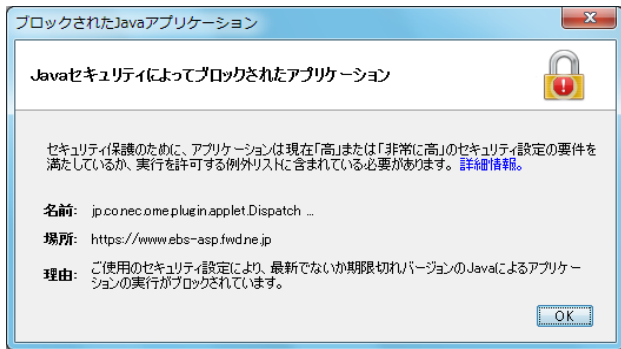 ブロックされたJavaアプリケーション
Javaセキュリティによってブロックされたアプリケーション
セキュリティ保護のために、アプリケーションは現在「高」または「非常に高」のセキュリティ設定の要件を
満たしているか、実行を許可する例外リストに含まれている必要があります。詳細情報。
名前: jp.co.nec.ome.plugin.applet.Dispatch ...
場所: https://www.ebs-asp.fwd.ne.jp
理由: ご使用のセキュリティ設定により、最新でないか期限切れバージョンのJavaによるアプリケー
ションの実行がブロックされています。
OK